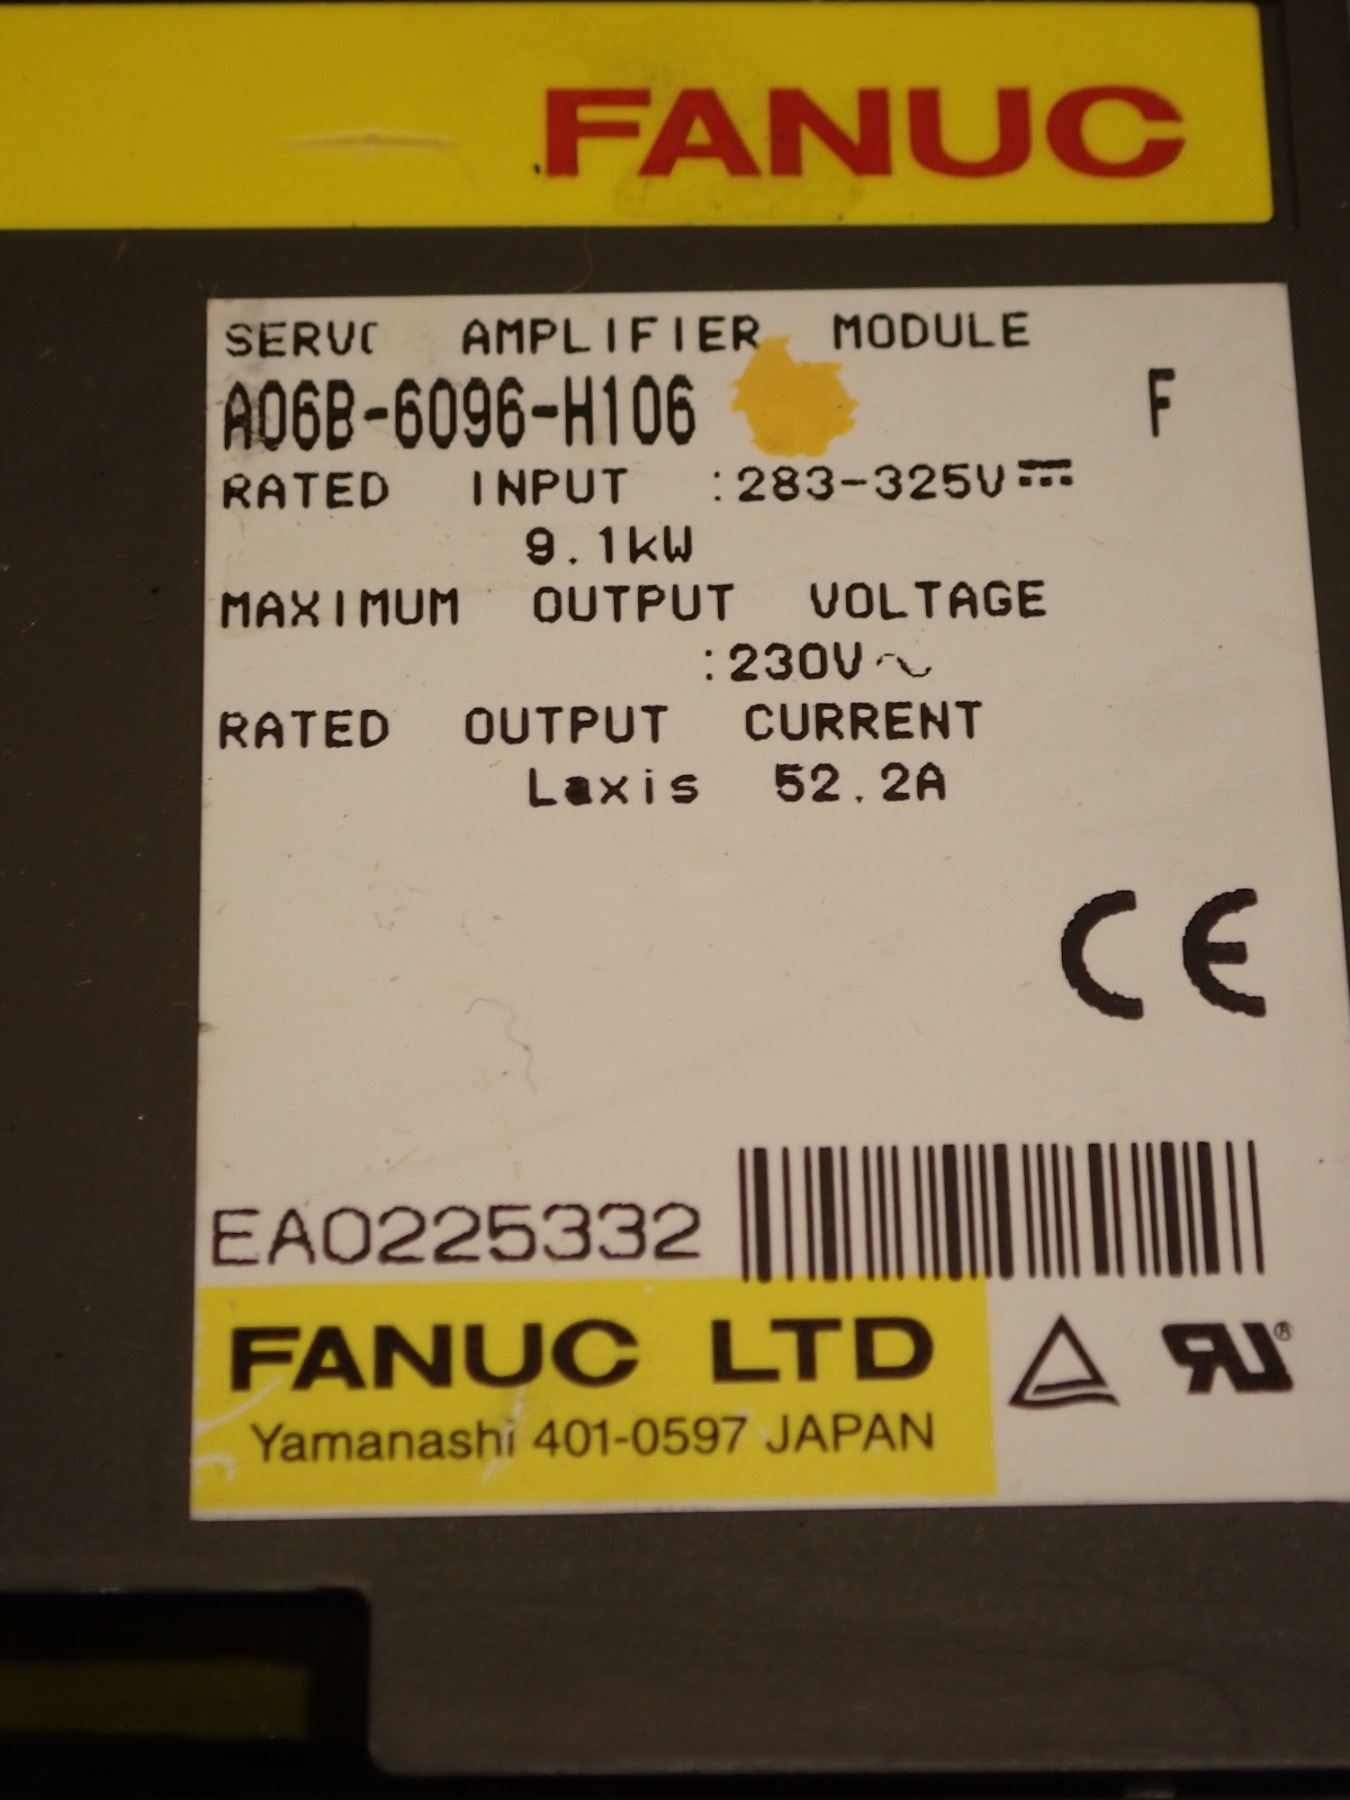 FANUC
SERVO AMPLIFIER MODULE
A06B-6096-H106 F
RATED INPUT :283-325V⎓
9.1kW
MAXIMUM OUTPUT VOLTAGE
:230V~
RATED OUTPUT CURRENT
Laxis 52.2A
CE
EA0225332
FANUC LTD
Yamanashi 401-0597 JAPAN